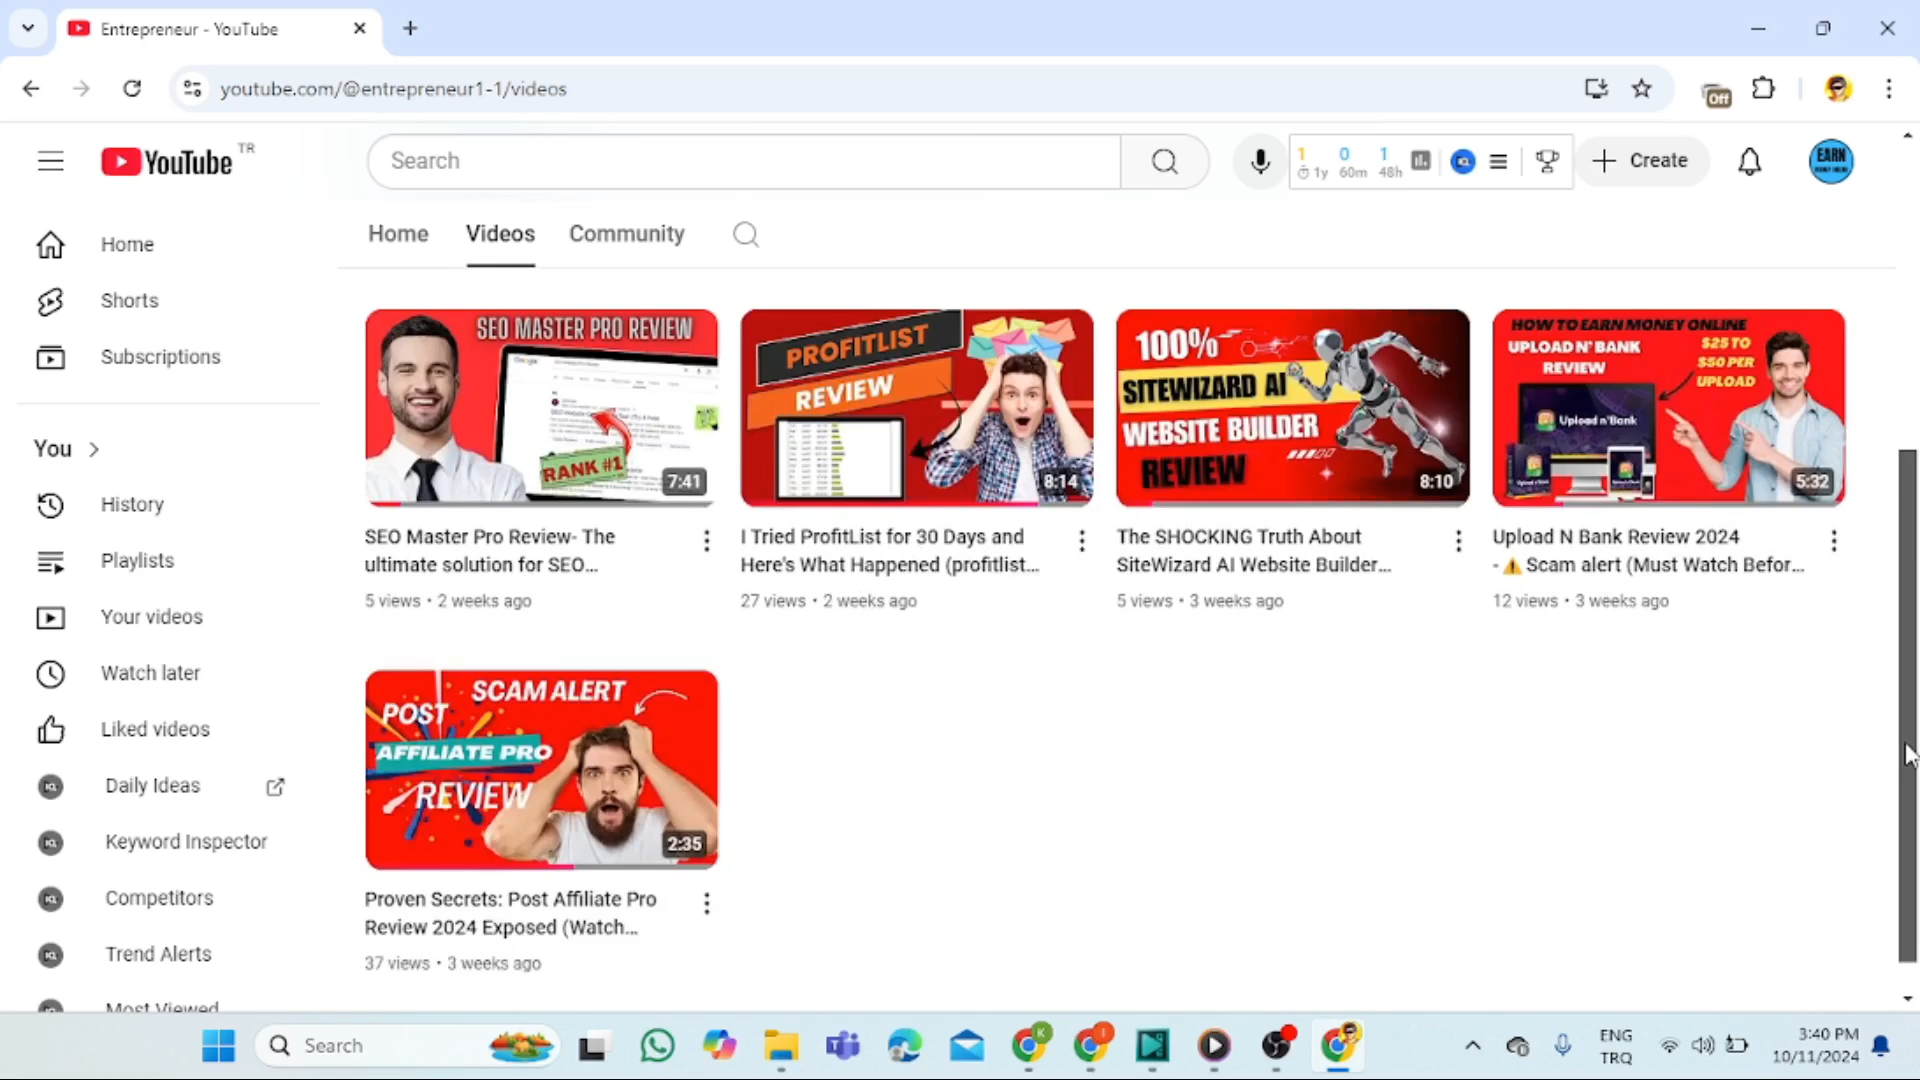 Entrepreneur - YouTube
youtube.com/@entrepreneur1-1/videos
Off
YouTube TR
Search
1 0 1
1y 60m 48h
Create
EARN
Home
Shorts
Subscriptions
You
History
Playlists
Your videos
Watch later
Liked videos
Daily Ideas
Keyword Inspector
Competitors
Trend Alerts
Most Viewed
Home Videos Community
SEO MASTER PRO REVIEW
RANK #1
7:41
SEO Master Pro Review- The
ultimate solution for SEO...
5 views • 2 weeks ago
PROFITLIST
REVIEW
8:14
I Tried ProfitList for 30 Days and
Here's What Happened (profitlist...
27 views • 2 weeks ago
100%
SITEWIZARD AI
WEBSITE BUILDER
REVIEW
8:10
The SHOCKING Truth About
SiteWizard AI Website Builder...
5 views • 3 weeks ago
HOW TO EARN MONEY ONLINE
UPLOAD N' BANK
REVIEW
$25 TO
$50 PER
UPLOAD
Upload n'Bank
5:32
Upload N Bank Review 2024
-⚠️Scam alert (Must Watch Befor...
12 views • 3 weeks ago
SCAM ALERT
POST
AFFILIATE PRO
REVIEW
2:35
Proven Secrets: Post Affiliate Pro
Review 2024 Exposed (Watch...
37 views • 3 weeks ago
Search
K
I
ENG
TRQ
3:40 PM
10/11/2024